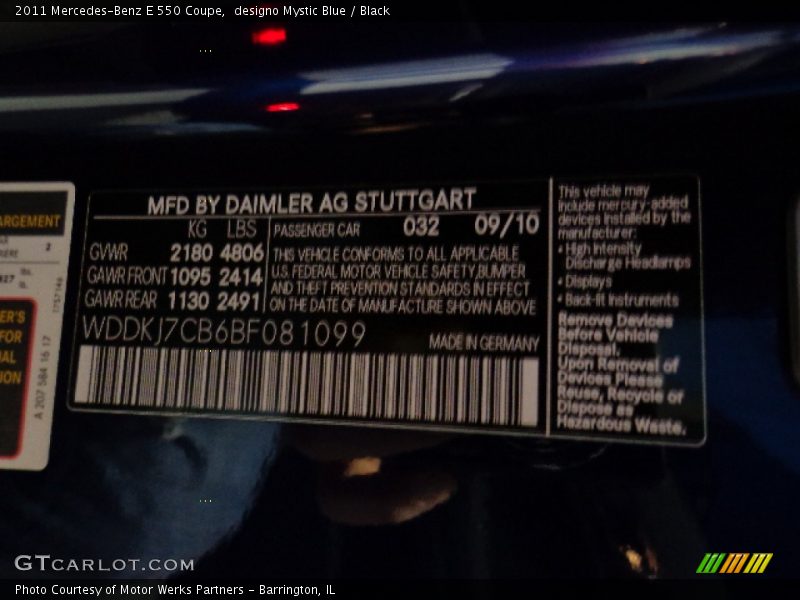 2011 Mercedes-Benz E 550 Coupe,  designo Mystic Blue / Black
ARGEMENT
2
ER'S
FOR
ION
A 207 584 16 17
MFD BY DAIMLER AG STUTTGART
KG LBS
PASSENGER CAR 032 09/10
GVWR 2180 4806
GAWR FRONT 1095 2414
GAWR REAR 1130 2491
THIS VEHICLE CONFORMS TO ALL APPLICABLE
U.S. FEDERAL MOTOR VEHICLE SAFETY,BUMPER
AND THEFT PREVENTION STANDARDS IN EFFECT
ON THE DATE OF MANUFACTURE SHOWN ABOVE
WDDKJ7CB6BF081099
MADE IN GERMANY
This vehicle may
include mercury-added
devices installed by the
manufacturer:
• High Intensity
Discharge Headlamps
• Displays
• Back-lit Instruments
Remove Devices
Before Vehicle
Disposal.
Upon Removal of
Devices Please
Reuse, Recycle or
Dispose as
Hazardous Waste.
GTCARLOT.COM
Photo Courtesy of Motor Werks Partners - Barrington, IL